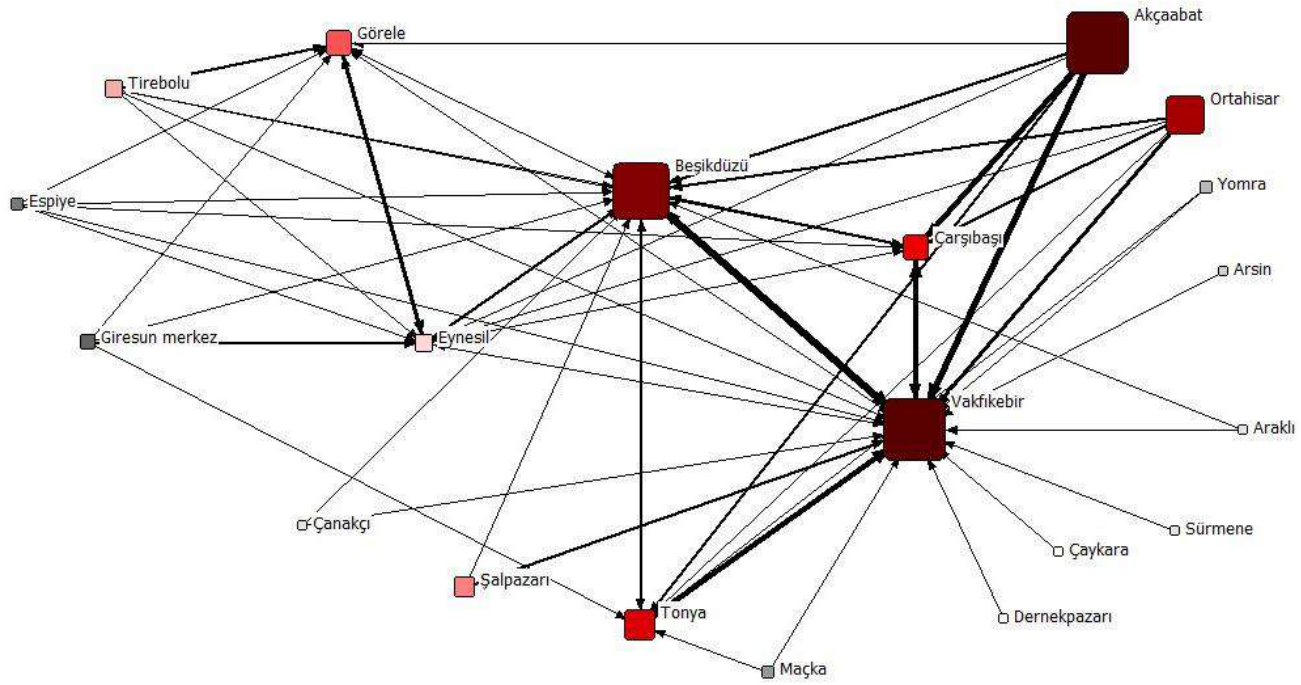 Akçaabat
Görele
Tirebolu
Ortahisar
Beşikdüzü
Yomra
Espiye
Çarşıbaşı
Arsin
Giresun merkez
Eynesil
Vakfıkebir
Araklı
Çanakçı
Sürmene
Çaykara
Şalpazarı
Tonya
Dernekpazarı
Maçka